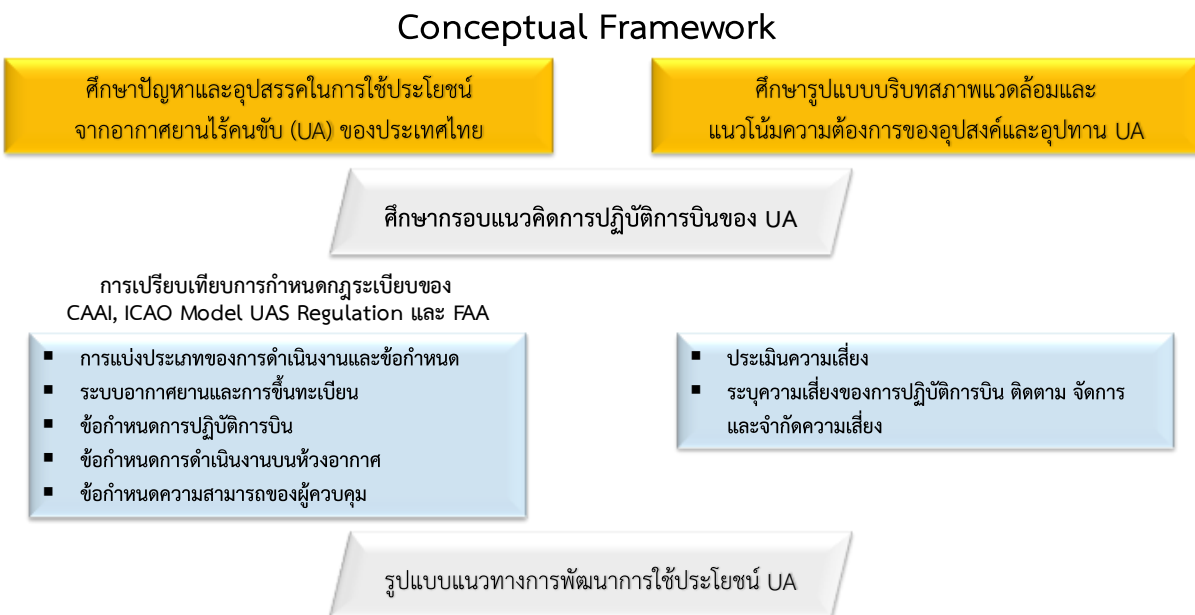 Conceptual Framework
ศึกษาปัญหาและอุปสรรคในการใช้ประโยชน์
จากอากาศยานไร้คนขับ (UA) ของประเทศไทย
ศึกษารูปแบบบริบทสภาพแวดล้อมและ
แนวโน้มความต้องการของอุปสงค์และอุปทาน UA
ศึกษากรอบแนวคิดการปฏิบัติการบินของ UA
การเปรียบเทียบการกำหนดกฎระเบียบของ
CAAI, ICAO Model UAS Regulation และ FAA
▪ การแบ่งประเภทของการดำเนินงานและข้อกำหนด
▪ ระบบอากาศยานและการขึ้นทะเบียน
▪ ข้อกำหนดการปฏิบัติการบิน
▪ ข้อกำหนดการดำเนินงานบนห้วงอากาศ
▪ ข้อกำหนดความสามารถของผู้ควบคุม
▪ ประเมินความเสี่ยง
▪ ระบุความเสี่ยงของการปฏิบัติการบิน ติดตาม จัดการ
และจำกัดความเสี่ยง
รูปแบบแนวทางการพัฒนาการใช้ประโยชน์ UA